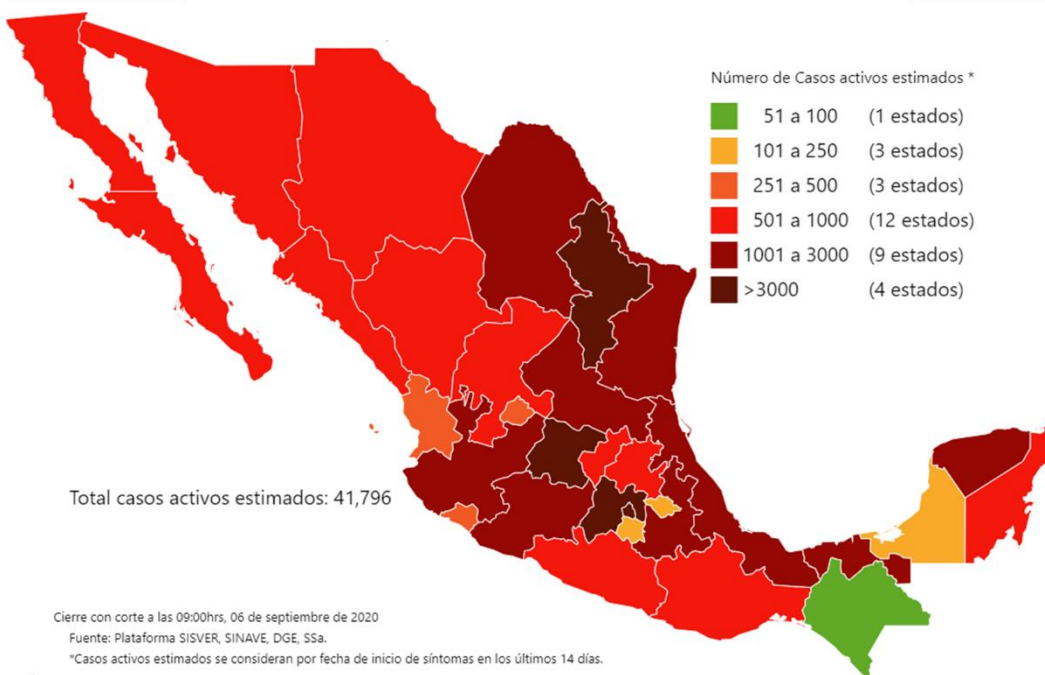 Número de Casos activos estimados *
51 a 100 (1 estados)
101 a 250 (3 estados)
251 a 500 (3 estados)
501 a 1000 (12 estados)
1001 a 3000 (9 estados)
>3000 (4 estados)
Total casos activos estimados: 41,796
Cierre con corte a las 09:00hrs, 06 de septiembre de 2020
Fuente: Plataforma SISVER, SINAVE, DGE, SSa.
*Casos activos estimados se consideran por fecha de inicio de síntomas en los últimos 14 días.